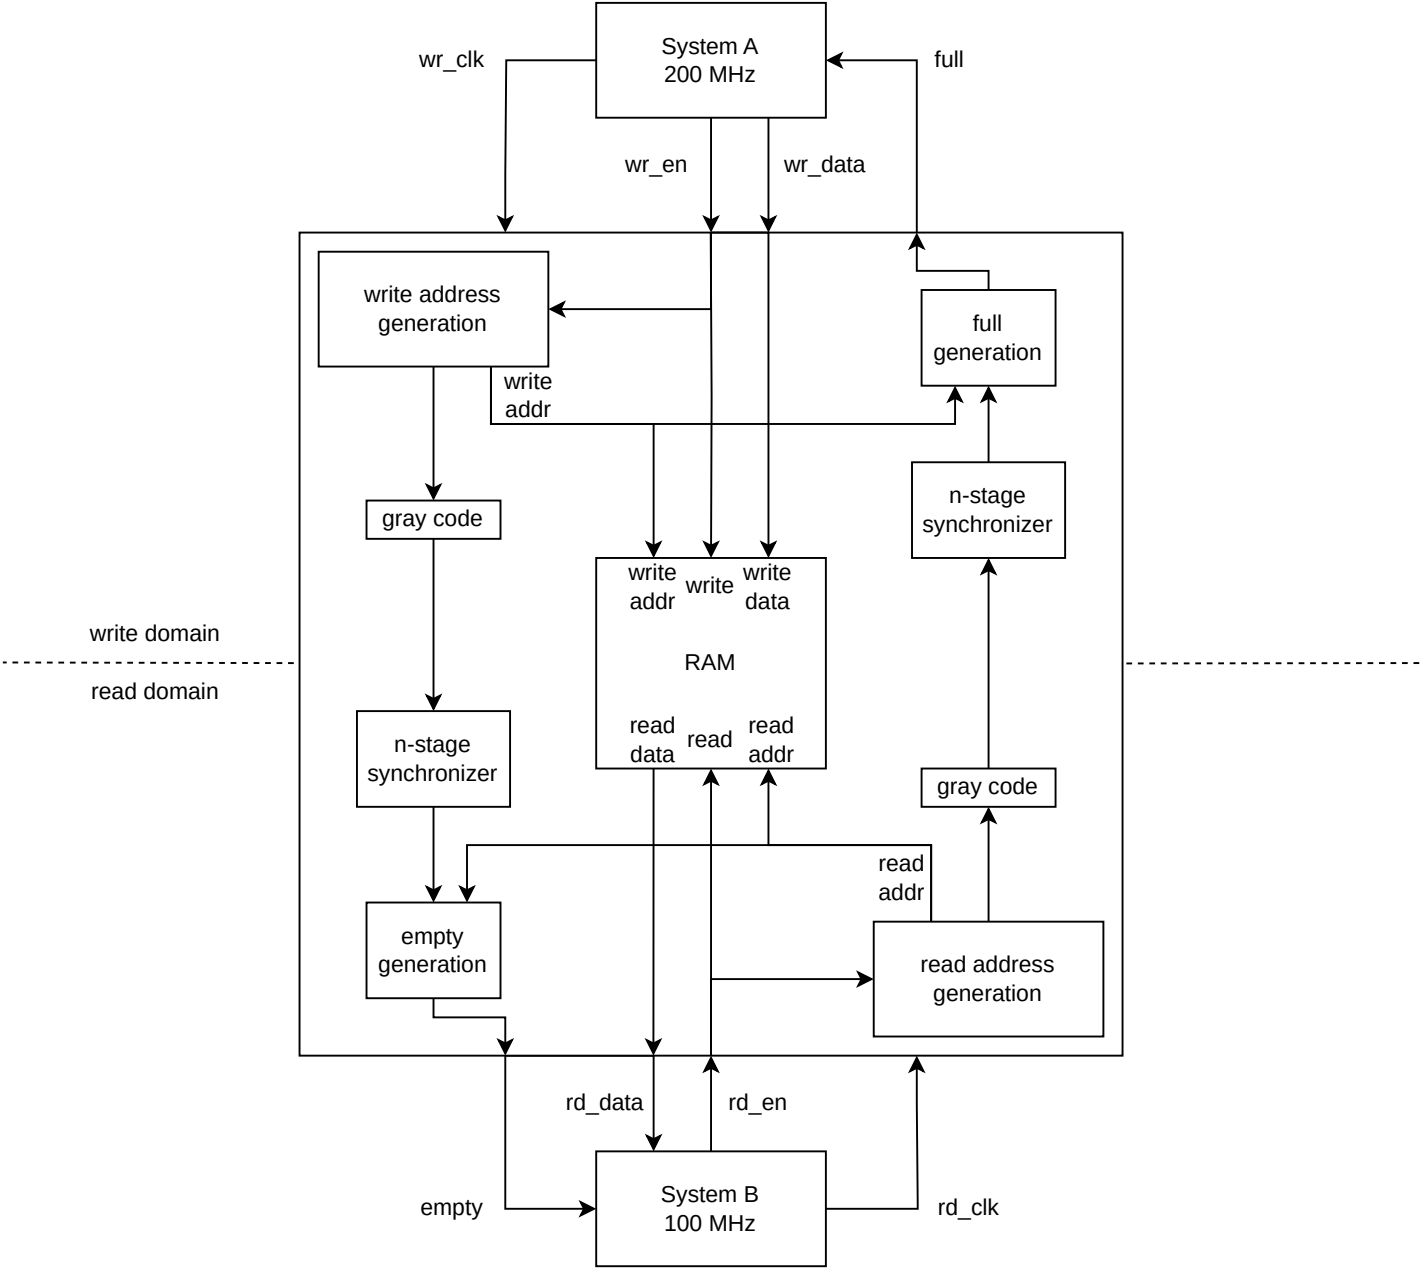 System A
200 MHz
wr_clk
full
wr_en
wr_data
write address
generation
full
generation
write
addr
gray code
n-stage
synchronizer
write
addr
write
write
data
RAM
read
data
read
read
addr
write domain
read domain
n-stage
synchronizer
gray code
read
addr
empty
generation
read address
generation
rd_data
rd_en
System B
100 MHz
empty
rd_clk